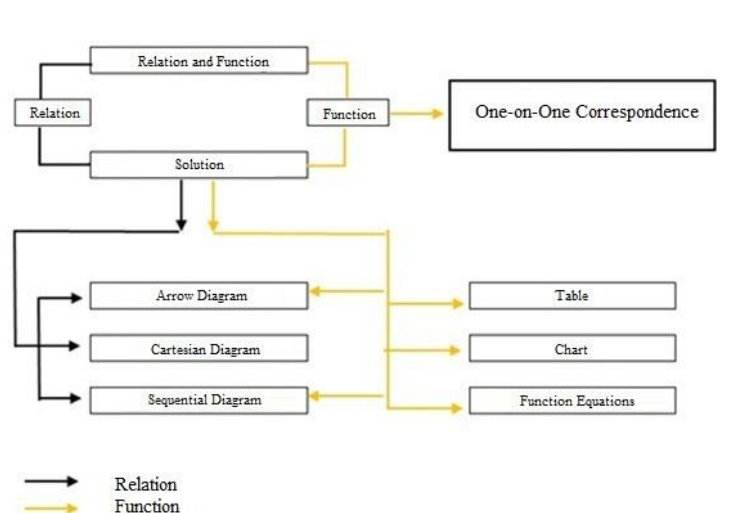 Relation and Function
Relation
Function
One-on-One Correspondence
Solution
Arrow Diagram
Table
Cartesian Diagram
Chart
Sequential Diagram
Function Equations
Relation
Function